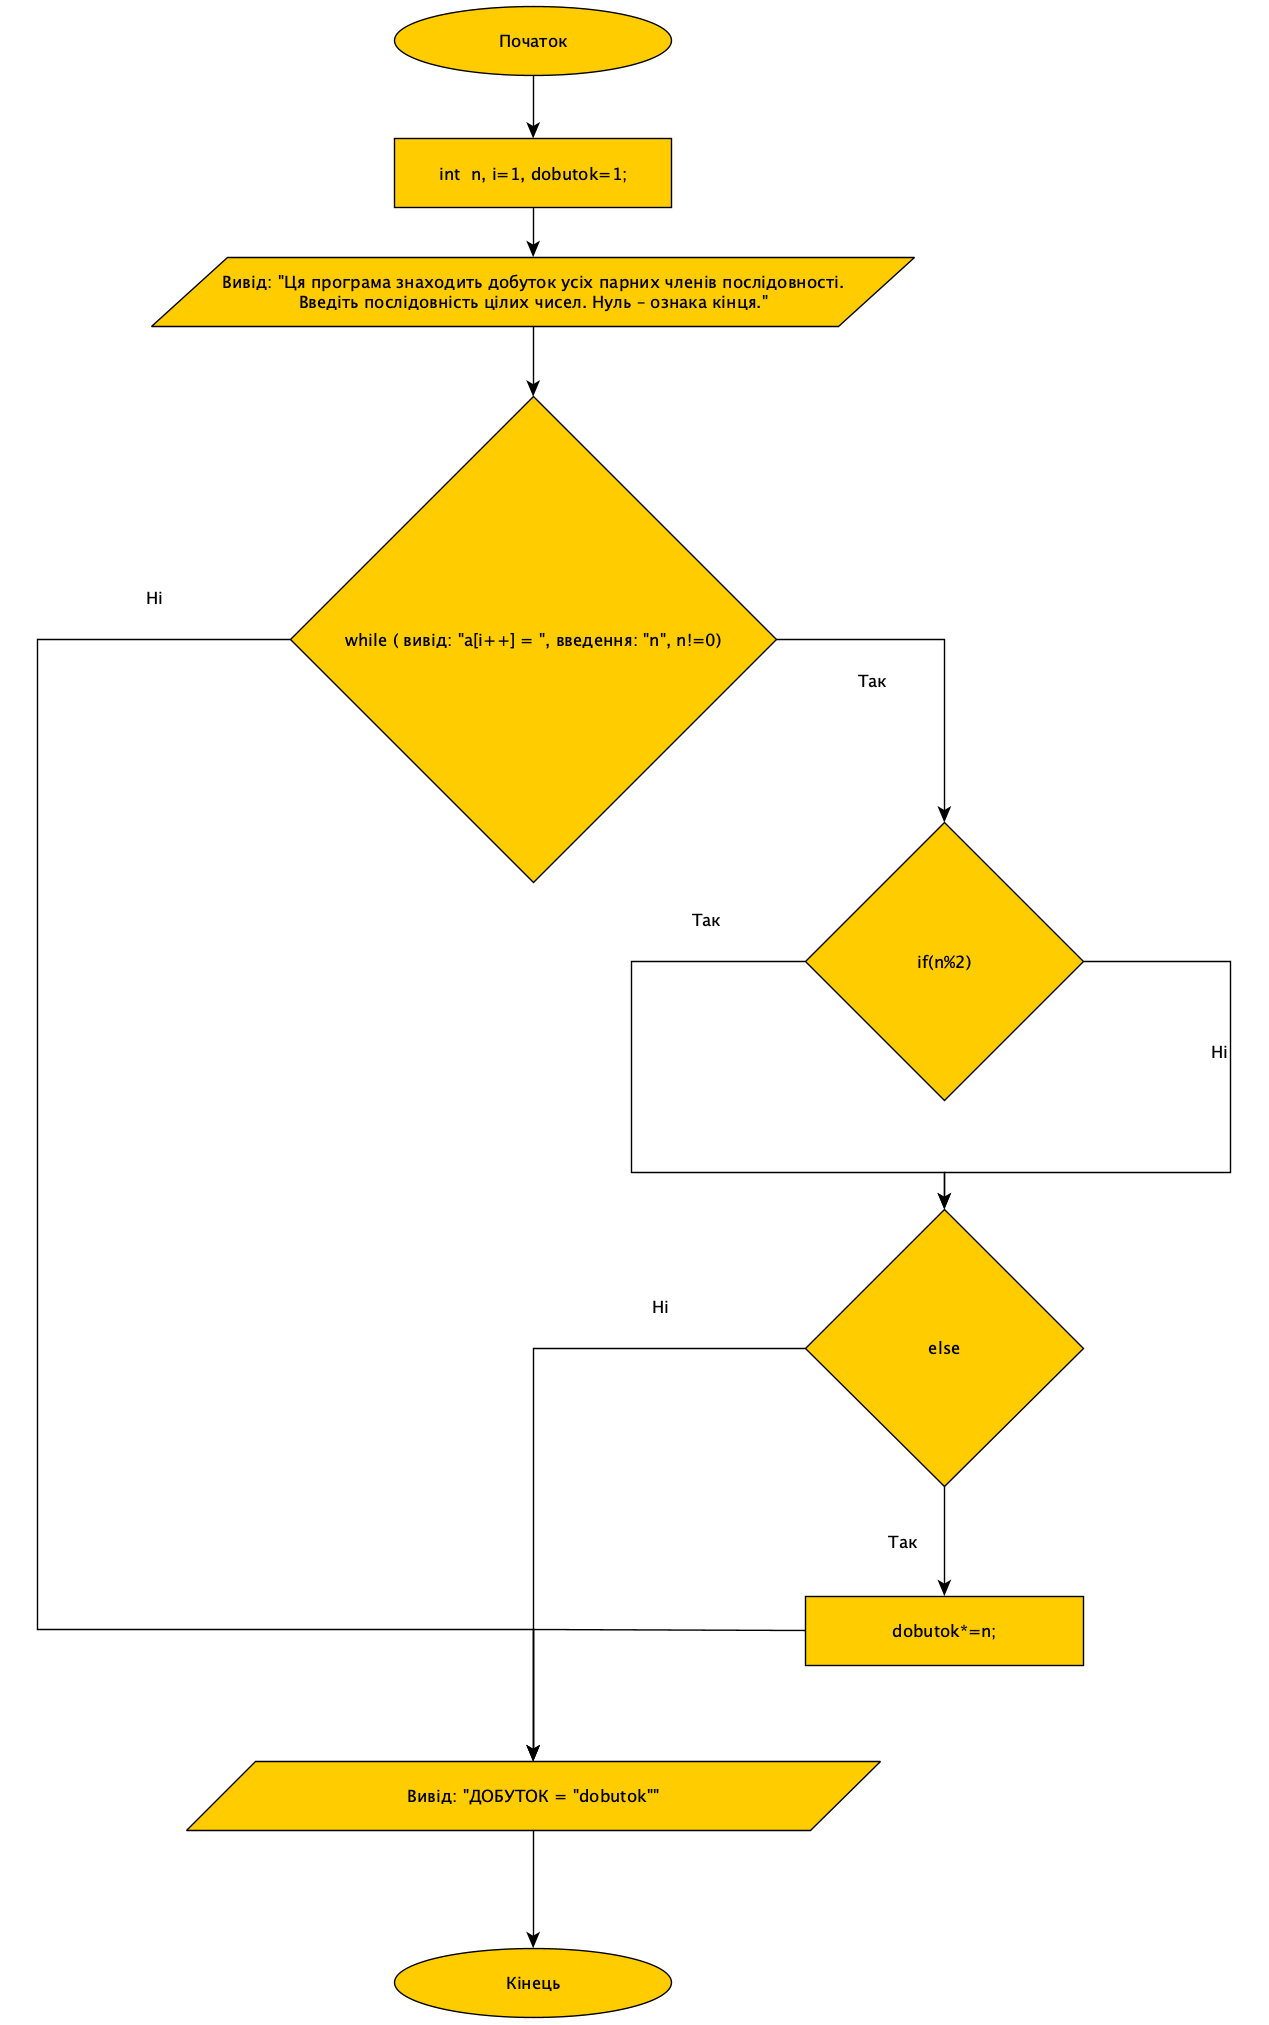 Початок
int  n, i=1, dobutok=1;
Вивід: "Ця програма знаходить добуток усіх парних членів послідовності.
Введіть послідовність цілих чисел. Нуль – ознака кінця."
Ні
while ( вивід: "a[i++] = ", введення: "n", n!=0)
Так
Так
if(n%2)
Ні
Ні
else
Так
dobutok*=n;
Вивід: "ДОБУТОК = "dobutok""
Кінець